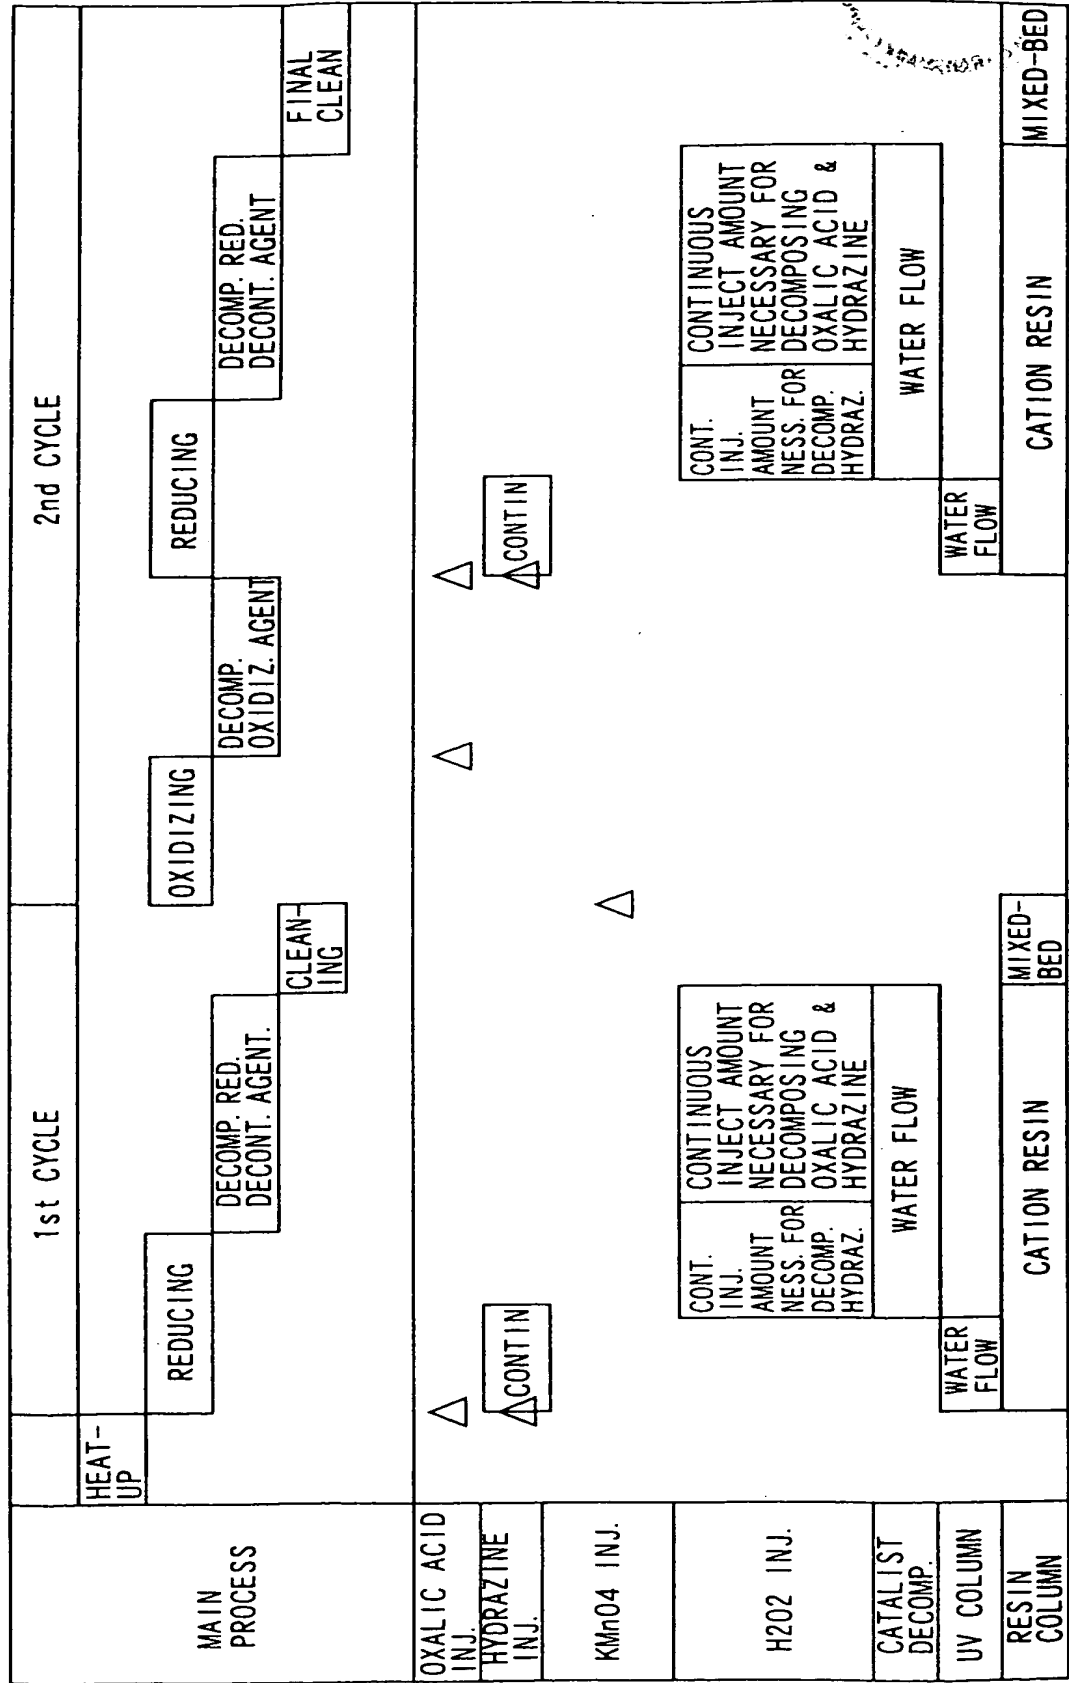 1st CYCLE
2nd CYCLE
MAIN
PROCESS
HEAT-
UP
REDUCING
DECOMP. RED.
DECONT. AGENT.
CLEAN-
ING
OXIDIZING
DECOMP.
OXIDIZ. AGENT
REDUCING
DECOMP. RED.
DECONT. AGENT
FINAL
CLEAN
OXALIC ACID
INJ.
HYDRAZINE
INJ.
CONTIN
CONTIN
KMnO4 INJ.
H2O2 INJ.
CONT.
INJ.
AMOUNT
NESS. FOR
DECOMP.
HYDRAZ.
CONTINUOUS
INJECT AMOUNT
NECESSARY FOR
DECOMPOSING
OXALIC ACID &
HYDRAZINE
CONT.
INJ.
AMOUNT
NESS. FOR
DECOMP.
HYDRAZ.
CONTINUOUS
INJECT AMOUNT
NECESSARY FOR
DECOMPOSING
OXALIC ACID &
HYDRAZINE
CATALIST
DECOMP.
WATER FLOW
WATER FLOW
UV COLUMN
WATER
FLOW
WATER
FLOW
RESIN
COLUMN
CATION RESIN
MIXED-
BED
CATION RESIN
MIXED-BED